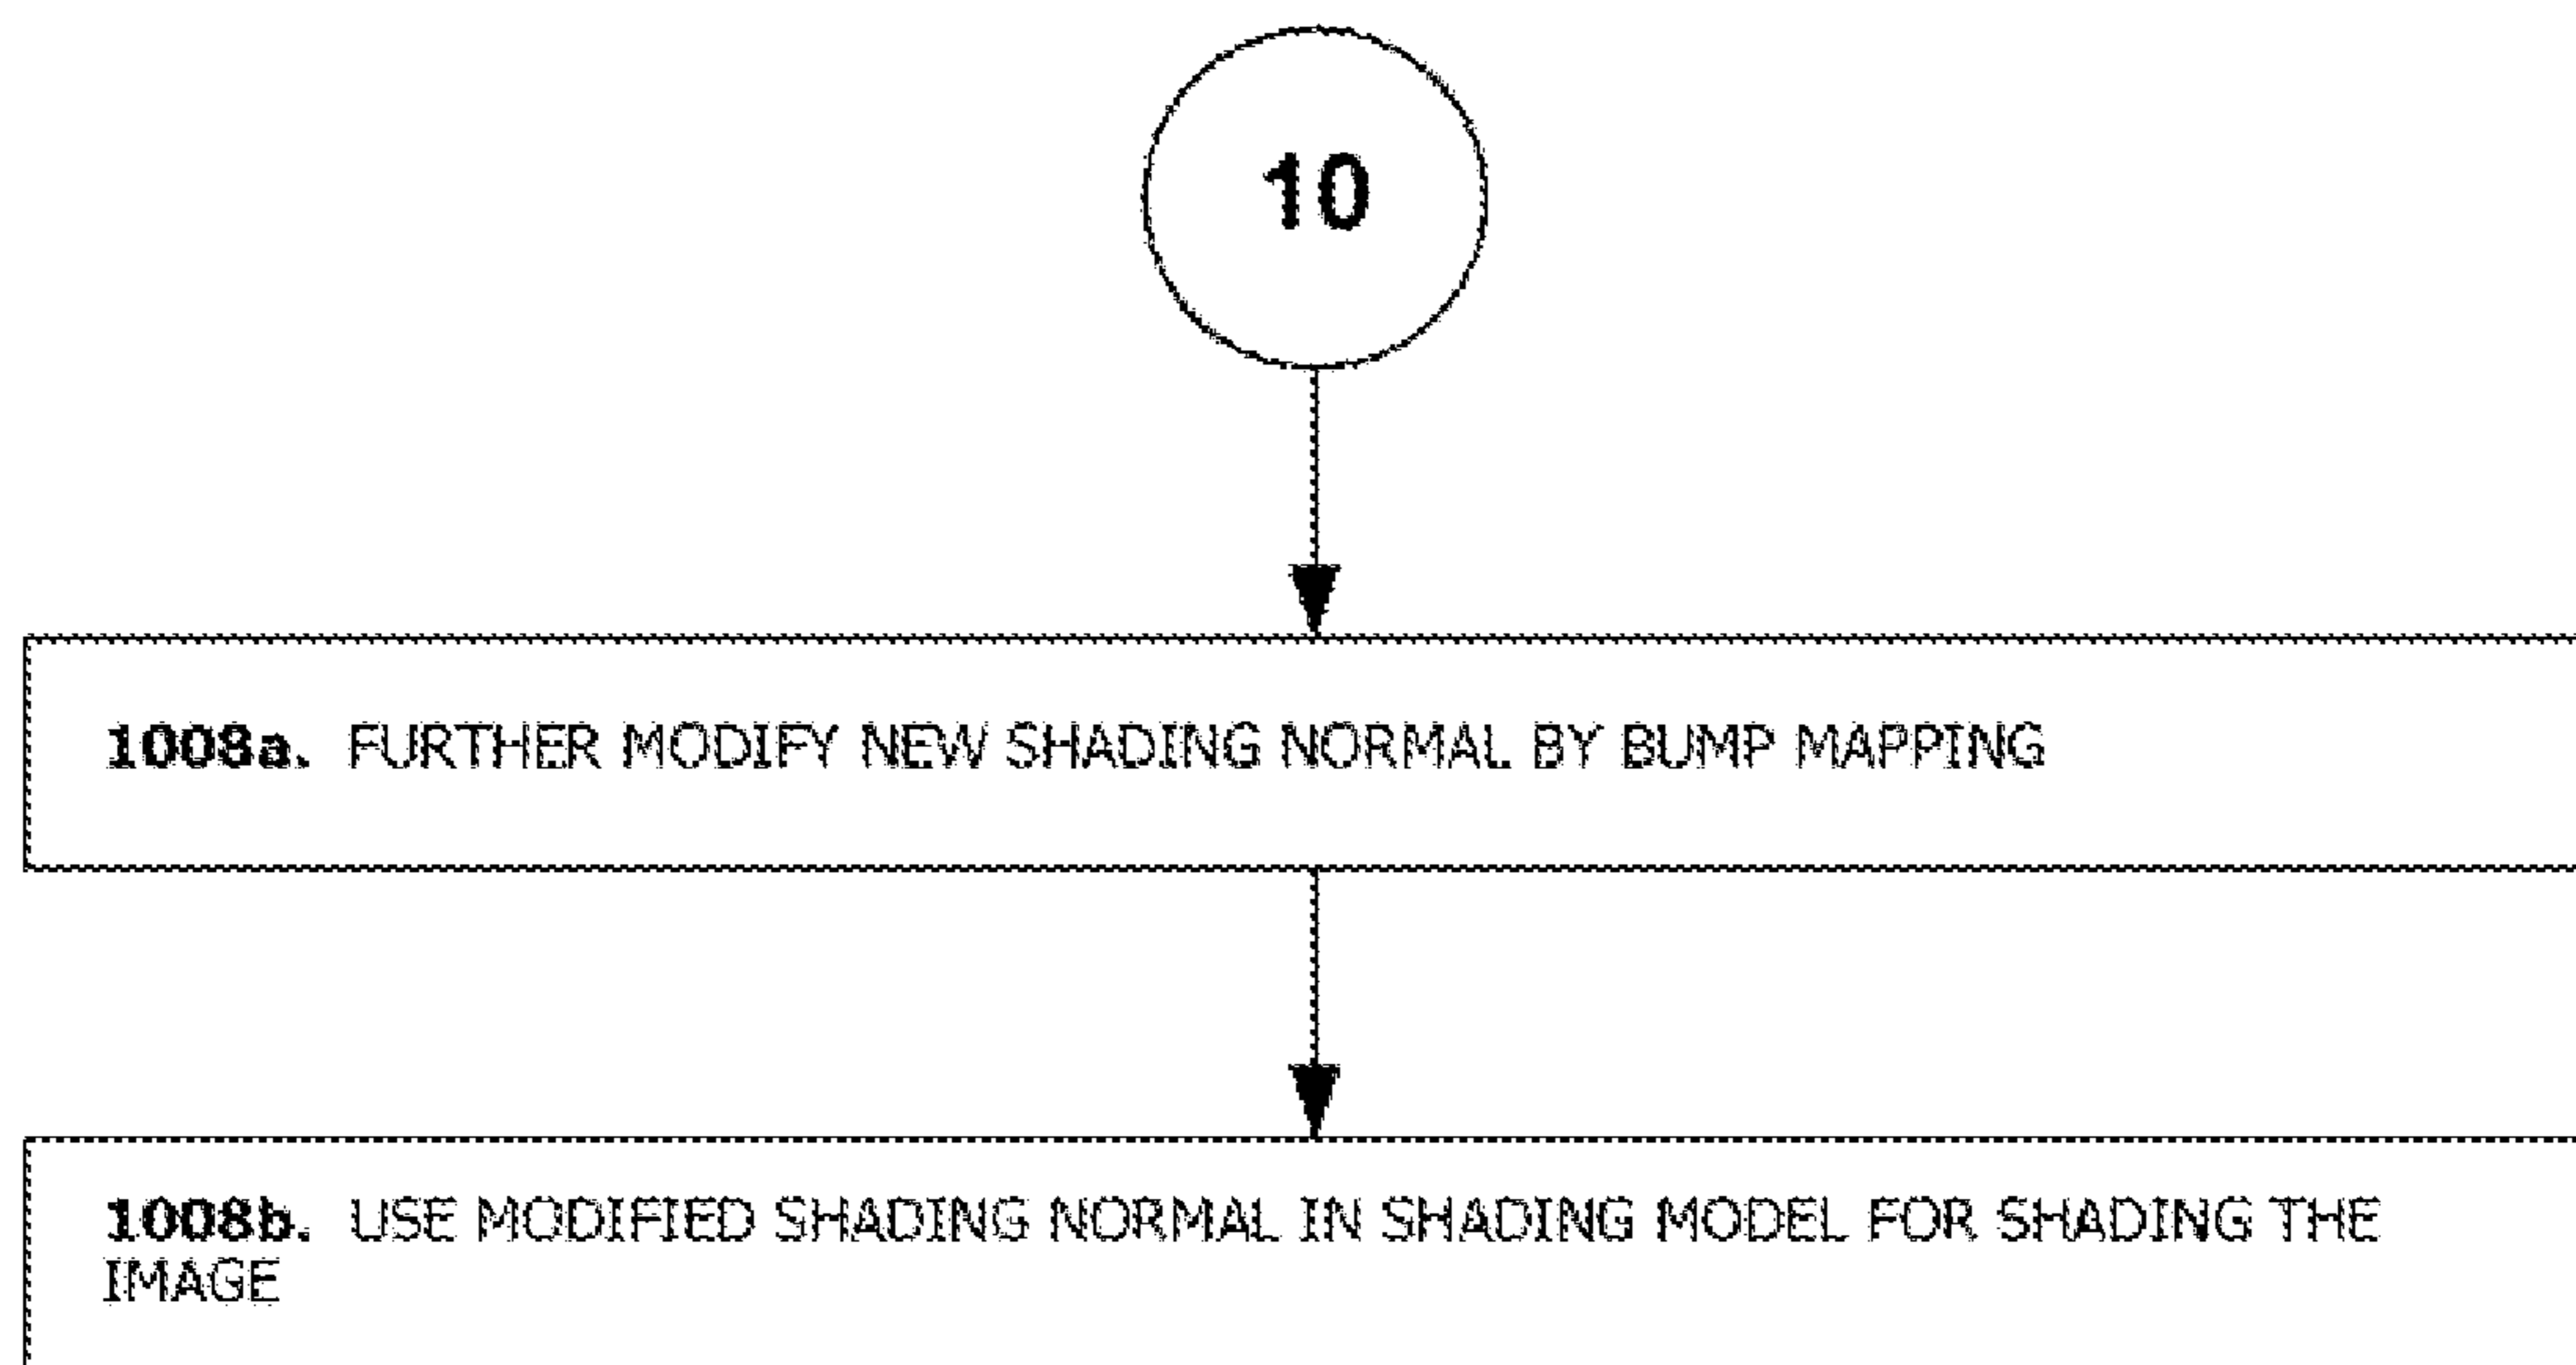 10
1008a. FURTHER MODIFY NEW SHADING NORMAL BY BUMP MAPPING
1008b. USE MODIFIED SHADING NORMAL IN SHADING MODEL FOR SHADING THE
IMAGE